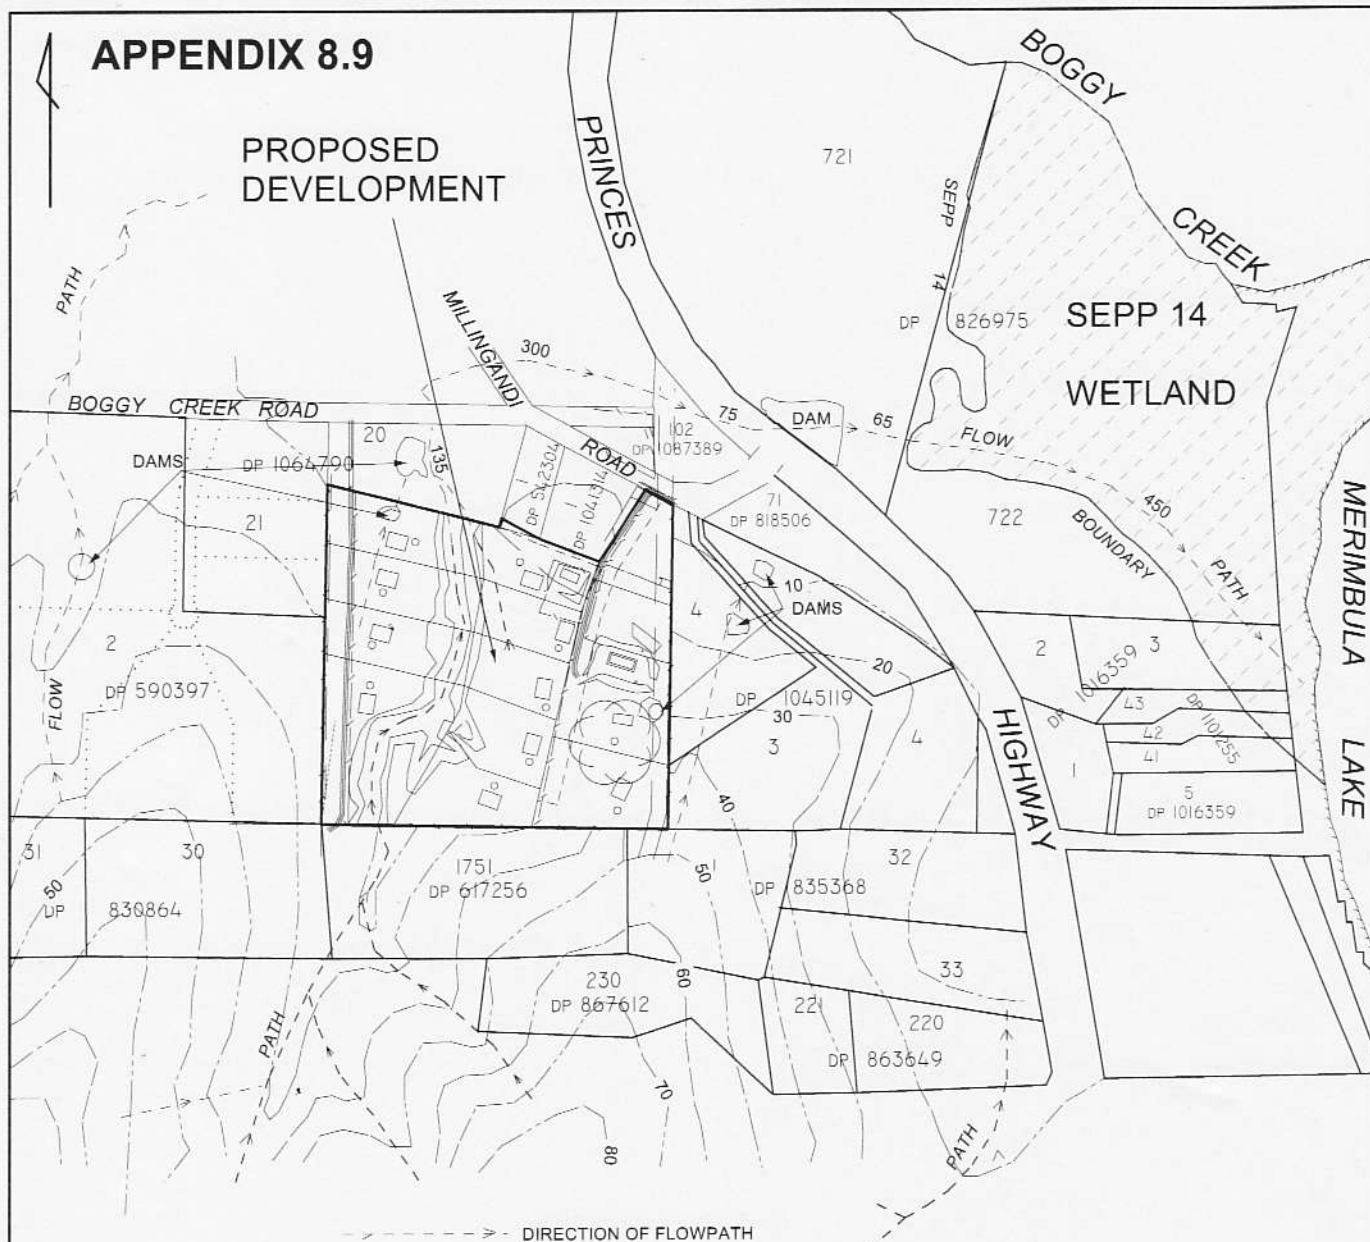 APPENDIX 8.9
PROPOSED
DEVELOPMENT
BOGGY
CREEK
PRINCES
721
SEPP
14
DP 826975
SEPP 14
WETLAND
PATH
MILLINGANDI
ROAD
300
BOGGY CREEK ROAD
20
135
DAMS
DP 1064790
21
1
DP 542304
1
DP 1041314
102
DP 1087389
75
DAM
65
FLOW
450
PATH
BOUNDARY
722
71
DP 818506
MERIMBULA
LAKE
10
DAMS
4
20
2
DP 590397
FLOW
DP 1045119
30
3
4
HIGHWAY
2
3
DP 1016359
43
42
41
DP 1101255
1
5
DP 1016359
40
31
30
50
DP 830864
1751
DP 617256
1
50
DP 835368
32
33
230
DP 867612
60
221
220
DP 863649
PATH
70
80
PATH
DIRECTION OF FLOWPATH